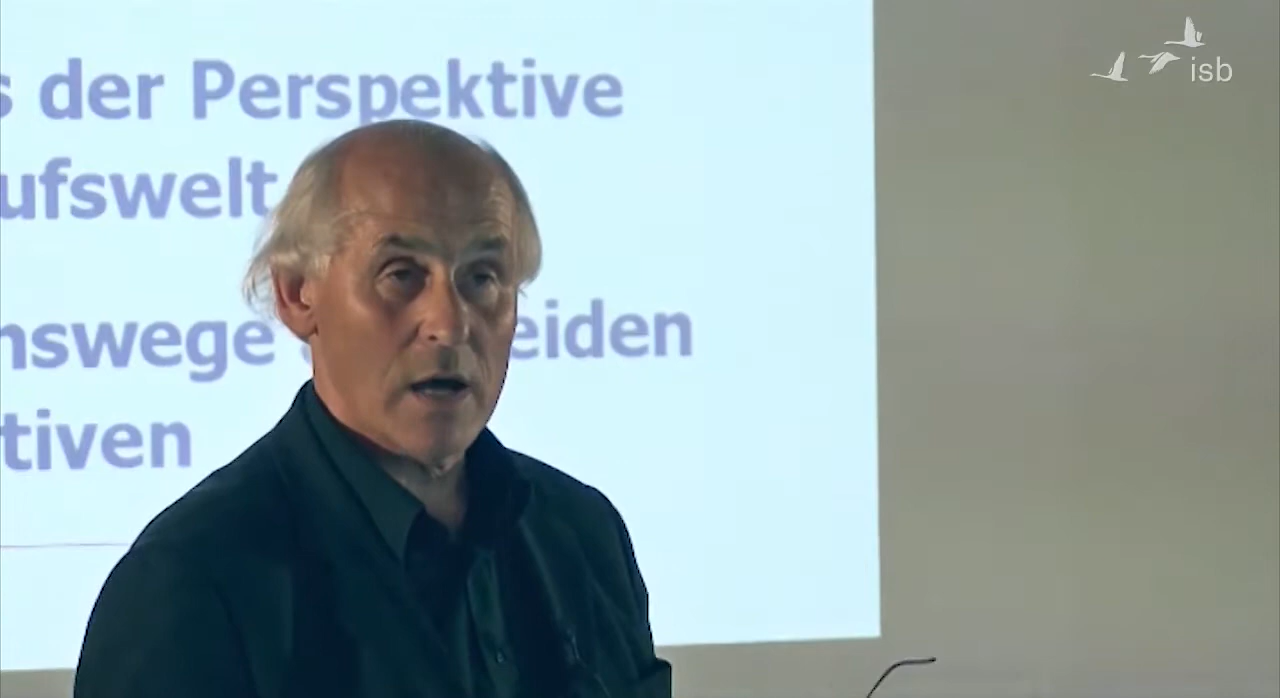 s der Perspektive
ufswelt
nswege eiden
tiven
isb